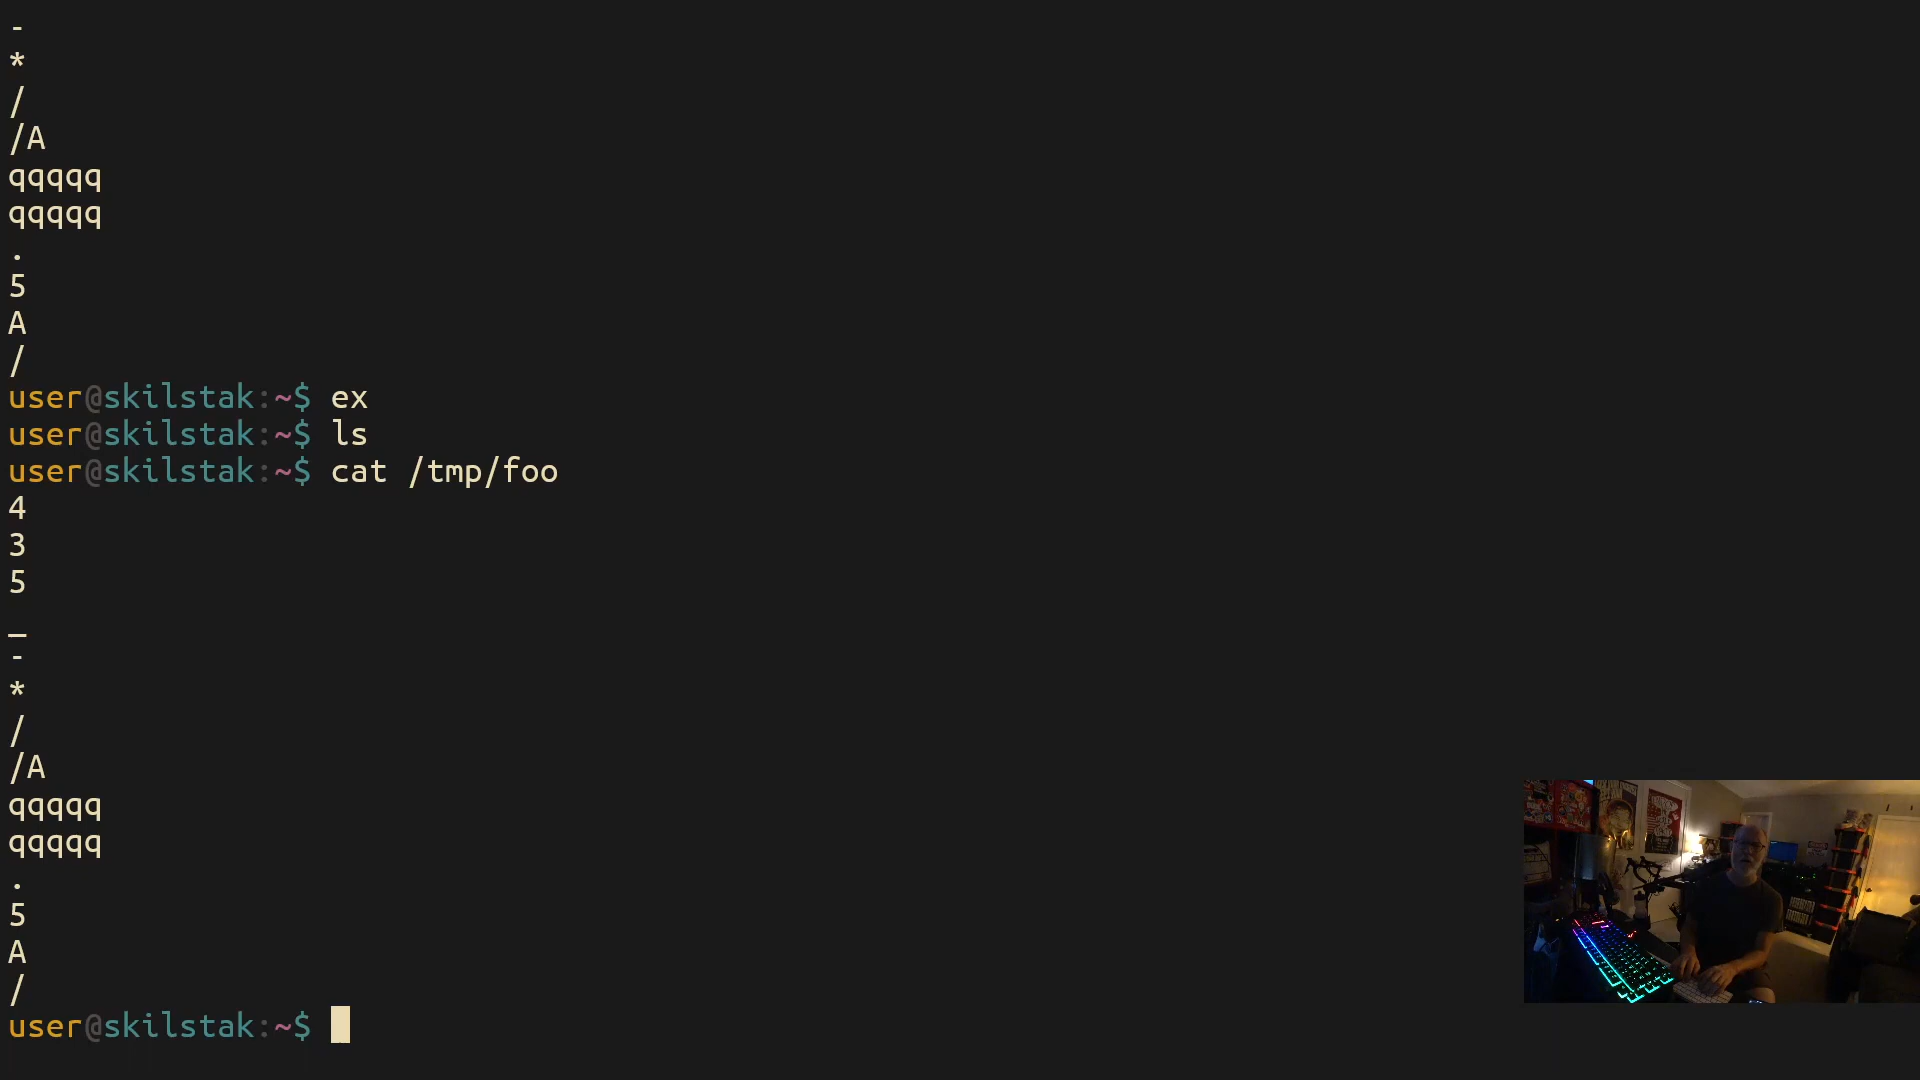 -
*
/
/A
qqqqq
qqqqq
.
5
A
/
user@skilstak:~$ ex
user@skilstak:~$ ls
user@skilstak:~$ cat /tmp/foo
4
3
5
_
-
*
/
/A
qqqqq
qqqqq
.
5
A
/
user@skilstak:~$